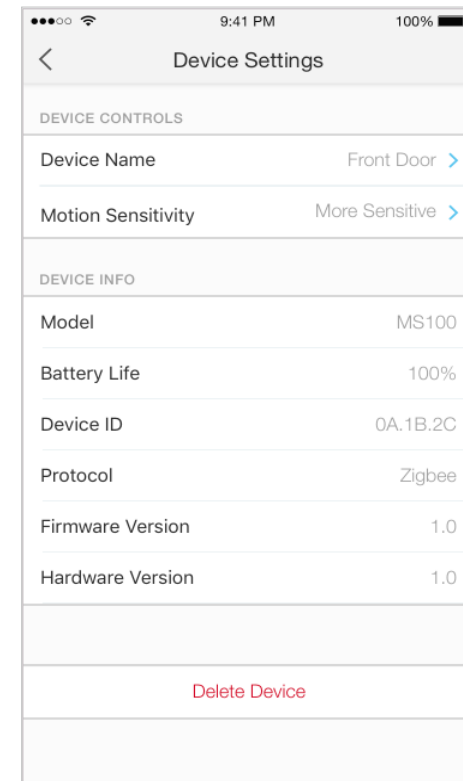 9:41 PM 100%
Device Settings
DEVICE CONTROLS
Device Name Front Door
Motion Sensitivity More Sensitive
DEVICE INFO
Model MS100
Battery Life 100%
Device ID 0A.1B.2C
Protocol Zigbee
Firmware Version 1.0
Hardware Version 1.0
Delete Device